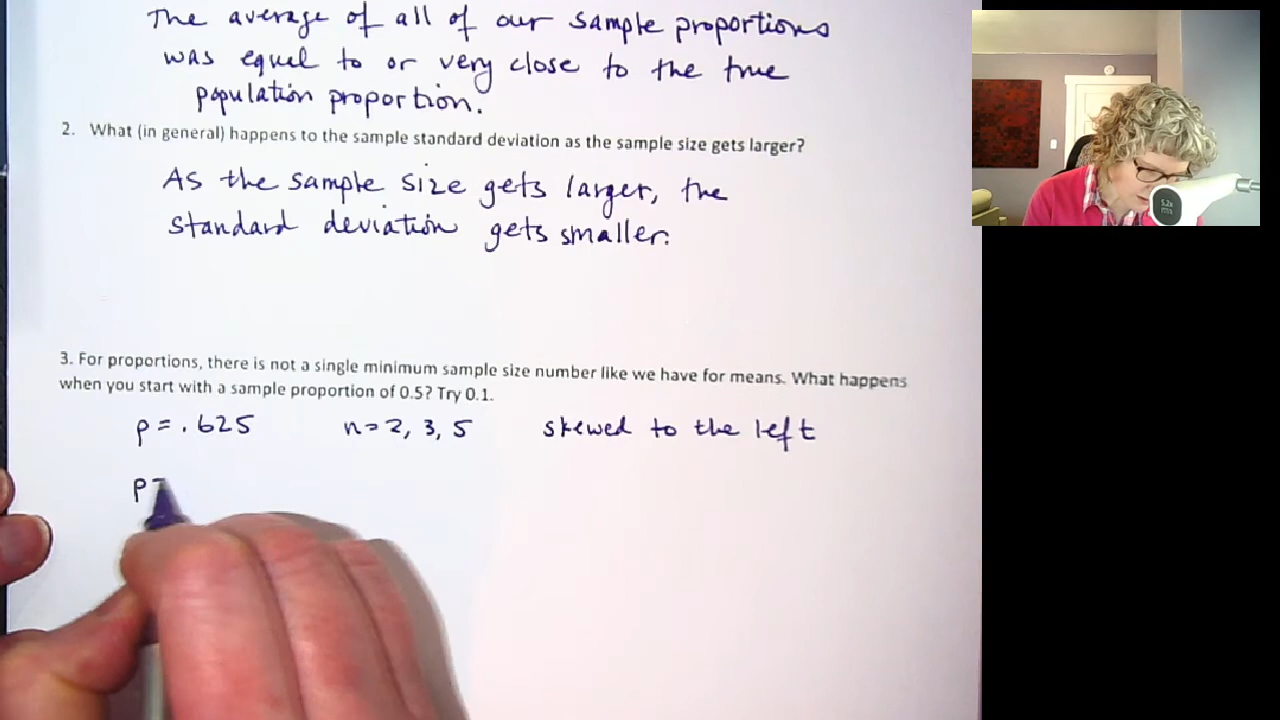 The average of all of our sample proportions
was equal to or very close to the true
population proportion.
2. What (in general) happens to the sample standard deviation as the sample size gets larger?
As the sample size gets larger, the
standard deviation gets smaller.
3. For proportions, there is not a single minimum sample size number like we have for means. What happens
when you start with a sample proportion of 0.5? Try 0.1.
p = .625 n = 2, 3, 5 skewed to the left
p =